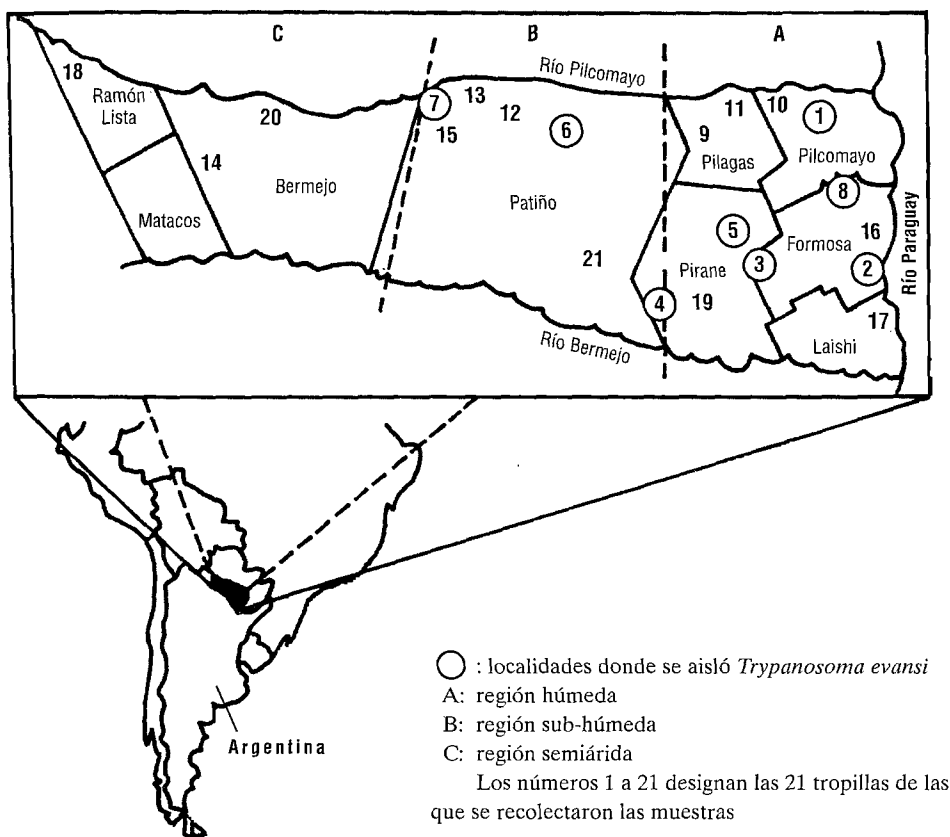 C
B
A
Río Pilcomayo
18
Ramón
Lista
20
7
13
12
15
6
11
10
1
9
Pilagas
Pilcomayo
14
Bermejo
Patiño
8
5
Formosa
16
Matacos
21
Pirane
3
2
4
19
17
Laishi
Río Bermejo
Río Paraguay
Argentina
: localidades donde se aisló Trypanosoma evansi
A: región húmeda
B: región sub-húmeda
C: región semiárida
Los números 1 a 21 designan las 21 tropillas de las
que se recolectaron las muestras